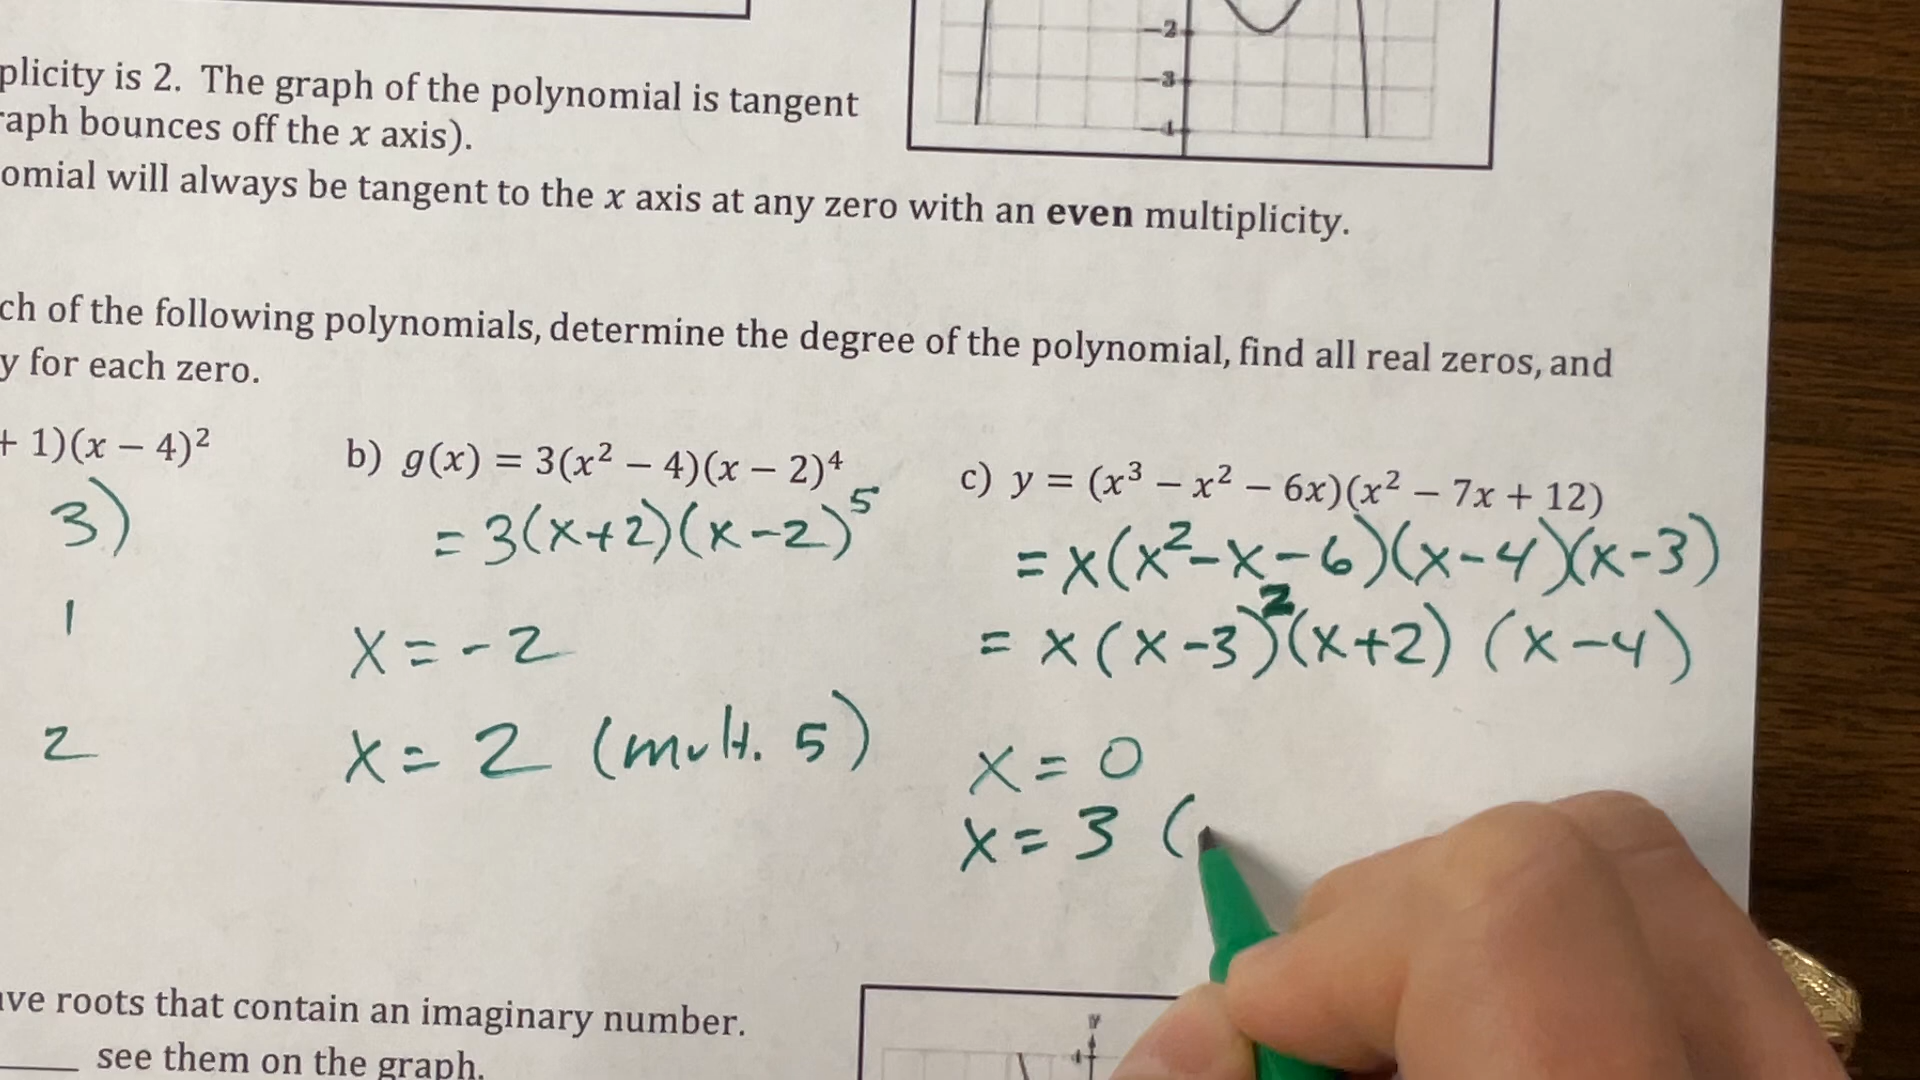 -2
-3
-4
plicity is 2. The graph of the polynomial is tangent
raph bounces off the x axis).
omial will always be tangent to the x axis at any zero with an even multiplicity.
ch of the following polynomials, determine the degree of the polynomial, find all real zeros, and
y for each zero.
+ 1)(x − 4)²
3)
1
2
b) g(x) = 3(x² − 4)(x − 2)⁴
= 3(x+2)(x-2)⁵
x = -2
x = 2 (mult. 5)
c) y = (x³ − x² − 6x)(x² − 7x + 12)
= x(x²-x-6)(x-4)(x-3)
= x(x-3)²(x+2)(x-4)
x = 0
x = 3 (
ve roots that contain an imaginary number.
____ see them on the graph.
y
4